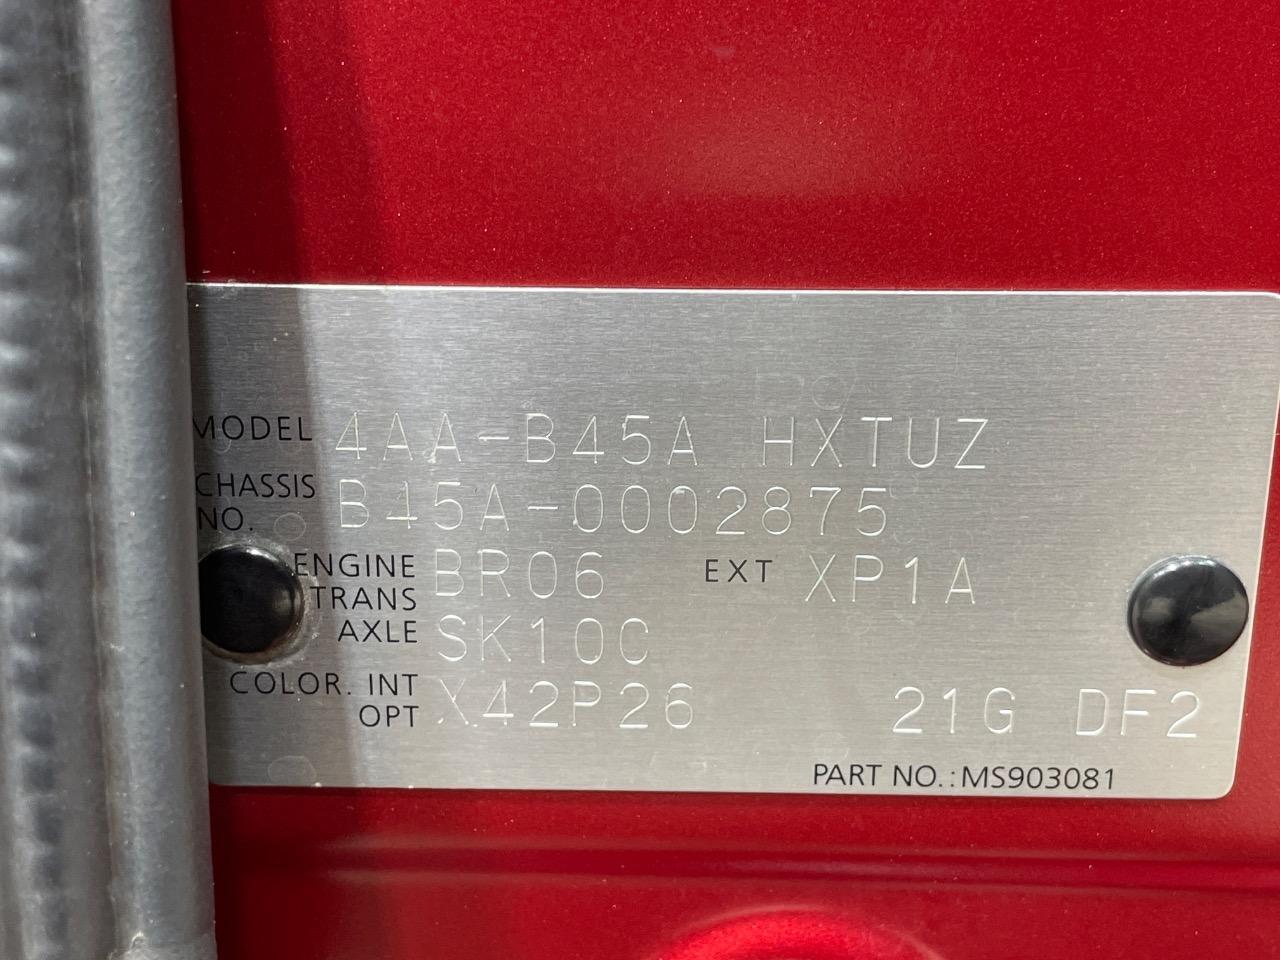 MODEL 4AA-B45A HXTUZ
CHASSIS NO. B45A-0002875
ENGINE BR06 EXT XP1A
TRANS AXLE SK10C
COLOR. INT OPT X42P26 21G DF2
PART NO.:MS903081